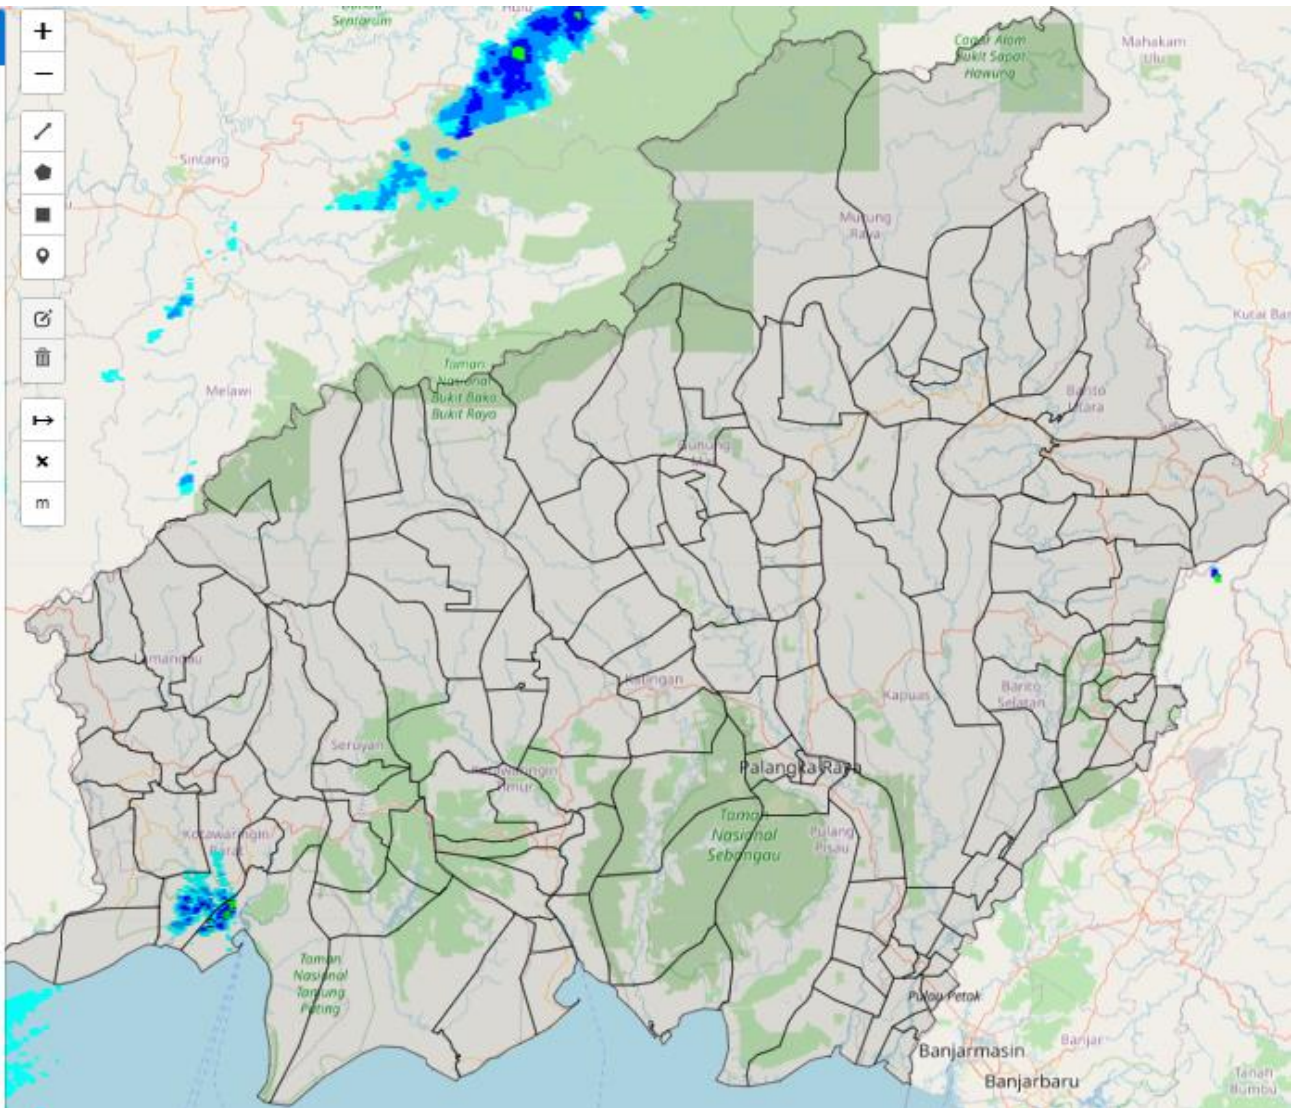 +
Sentarum
Hulu
Cagar Alam
Bukit Sapat
Hawung
Mahakam
Ulu
−
Sintang
Murung
Raya
Kutai Bar
Melawi
Taman
Nasional
Bukit Baka
Bukit Raya
Barito
Utara
Gunung
m
Lamandau
Katingan
Kapuas
Barito
Selatan
Seruyan
Palangka Raya
Kotawaringin
Timur
Taman
Nasional
Sebangau
Pulang
Pisau
Kotawaringin
Barat
Taman
Nasional
Tanjung
Puting
Pulau Petak
Banjarmasin
Banjar
Banjarbaru
Tanah
Bumbu